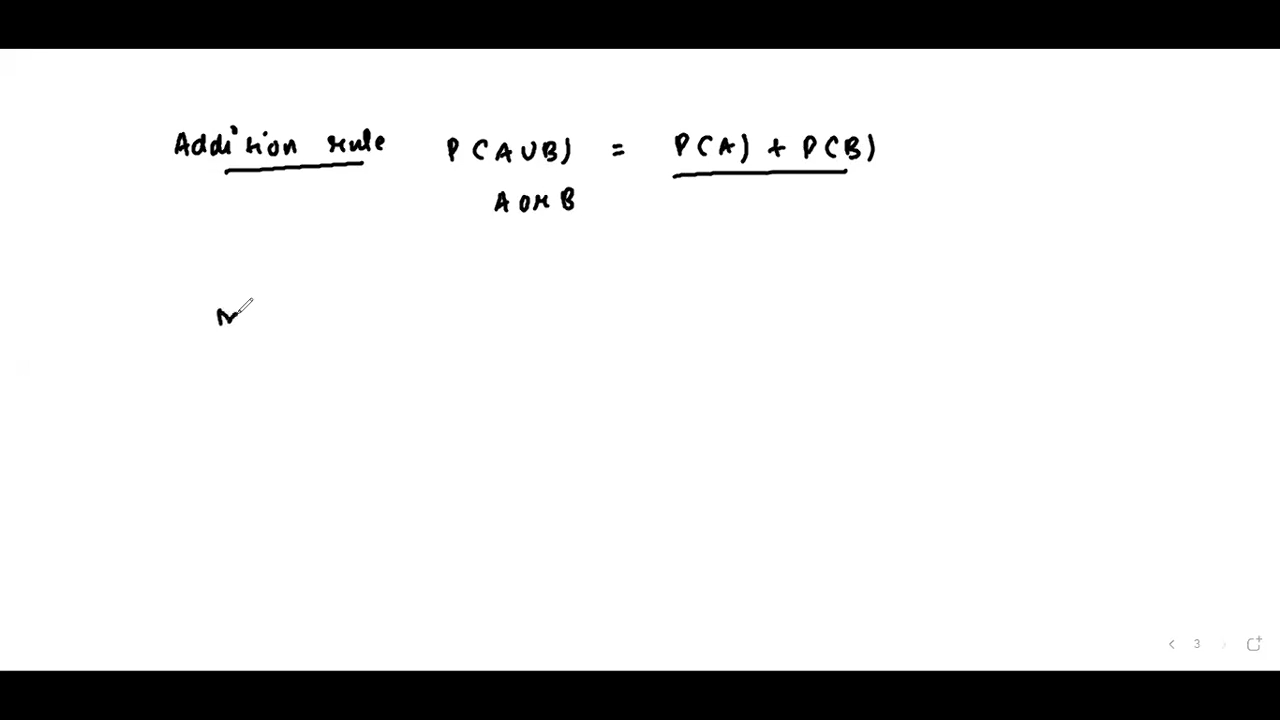 Addition rule P(A∪B) = P(A) + P(B)
A or B
3